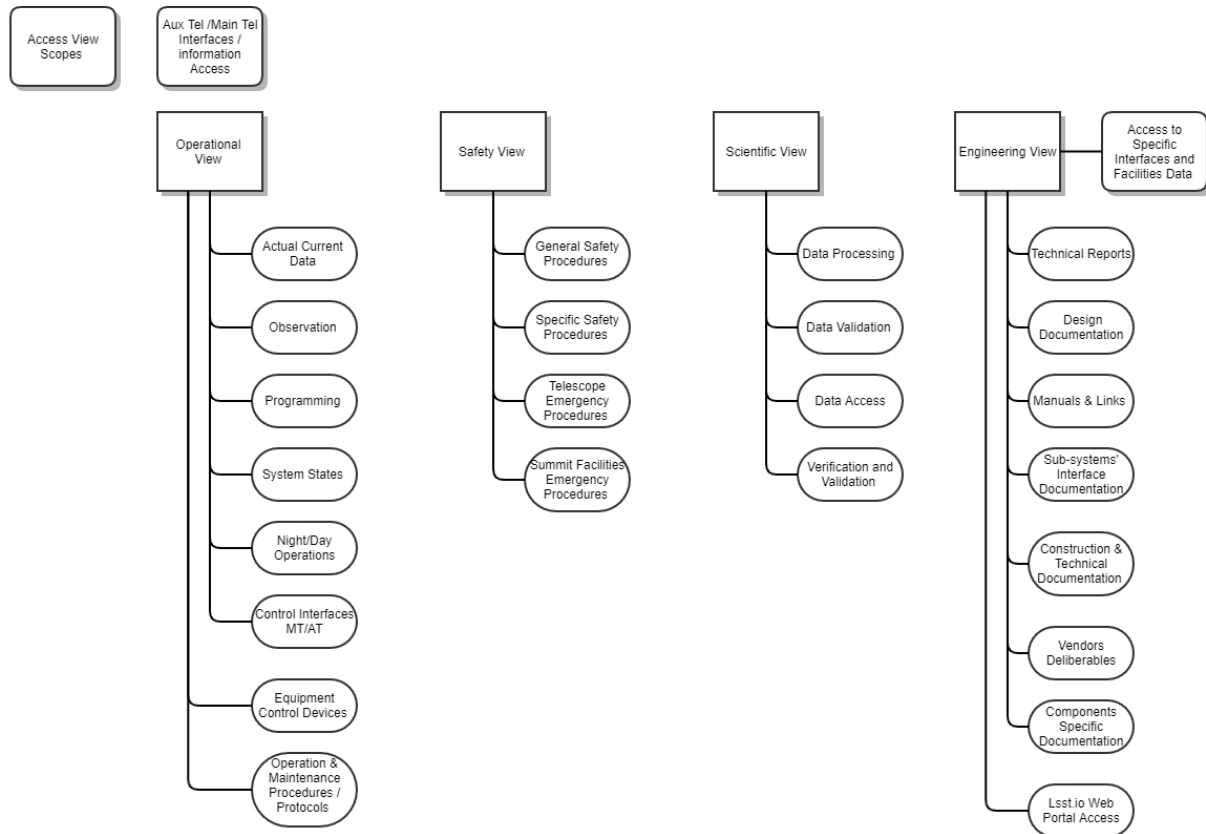 Access View
Scopes
Aux Tel /Main Tel
Interfaces /
information
Access
Operational
View
Safety View
Scientific View
Engineering View
Access to
Specific
Interfaces and
Facilities Data
Actual Current
Data
Observation
Programming
System States
Night/Day
Operations
Control Interfaces
MT/AT
Equipment
Control Devices
Operation &
Maintenance
Procedures /
Protocols
General Safety
Procedures
Specific Safety
Procedures
Telescope
Emergency
Procedures
Summit Facilities
Emergency
Procedures
Data Processing
Data Validation
Data Access
Verification and
Validation
Technical Reports
Design
Documentation
Manuals & Links
Sub-systems'
Interface
Documentation
Construction &
Technical
Documentation
Vendors
Deliberables
Components
Specific
Documentation
Lsst.io Web
Portal Access